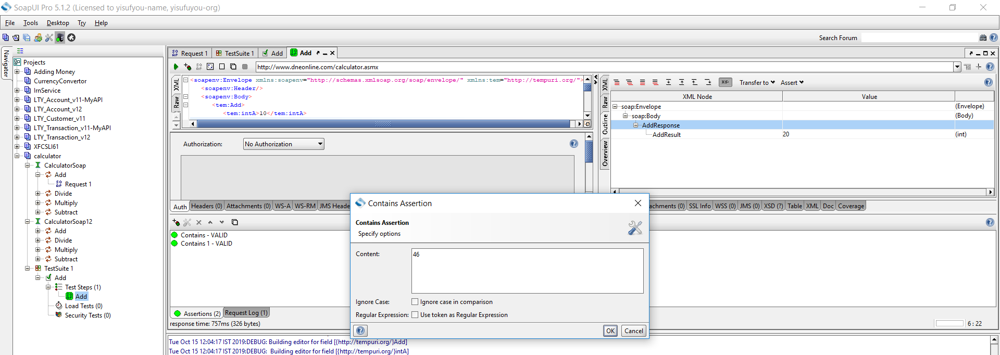 SoapUI Pro 5.1.2 (Licensed to yisufyou-name, yisufuyou-org)
File Tools Desktop Try Help
Search Forum
Navigator
Projects
Adding Money
CurrencyConvertor
IrnService
LTY_Account_v11-MyAPI
LTY_Account_v12
LTY_Customer_v11
LTY_Transaction_v11-MyAPI
LTY_Transaction_v12
XFCSLI61
calculator
CalculatorSoap
Add
Request 1
Divide
Multiply
Subtract
CalculatorSoap12
Add
Divide
Multiply
Subtract
TestSuite 1
Add
Test Steps (1)
Add
Load Tests (0)
Security Tests (0)
Request 1 TestSuite 1 Add Add
http://www.dneonline.com/calculator.asmx
XML
Raw
<soapenv:Envelope xmlns:soapenv="http://schemas.xmlsoap.org/soap/envelope/" xmlns:tem="http://tempuri.org/">
<soapenv:Header/>
<soapenv:Body>
<tem:Add>
<tem:intA>10</tem:intA>
Authorization: No Authorization
Auth Headers (0) Attachments (0) WS-A WS-RM JMS Heade
XML
Raw
Outline
Overview
XS: Transfer to Assert
XML Node Value
soap:Envelope (Envelope)
soap:Body (Body)
AddResponse
AddResult 20 (int)
achments (0) SSL Info WSS (0) JMS (0) XSD (?) Table XML Doc Coverage
Contains - VALID
Contains 1 - VALID
Assertions (2) Request Log (1)
response time: 757ms (326 bytes)
6 : 22
Contains Assertion
Contains Assertion
Specify options
Content: 46
Ignore Case: Ignore case in comparison
Regular Expression: Use token as Regular Expression
OK Cancel
Tue Oct 15 12:04:17 IST 2019:DEBUG: Building editor for field [{http://tempuri.org/}Add]
Tue Oct 15 12:04:17 IST 2019:DEBUG: Building editor for field [{http://tempuri.org/}intA]